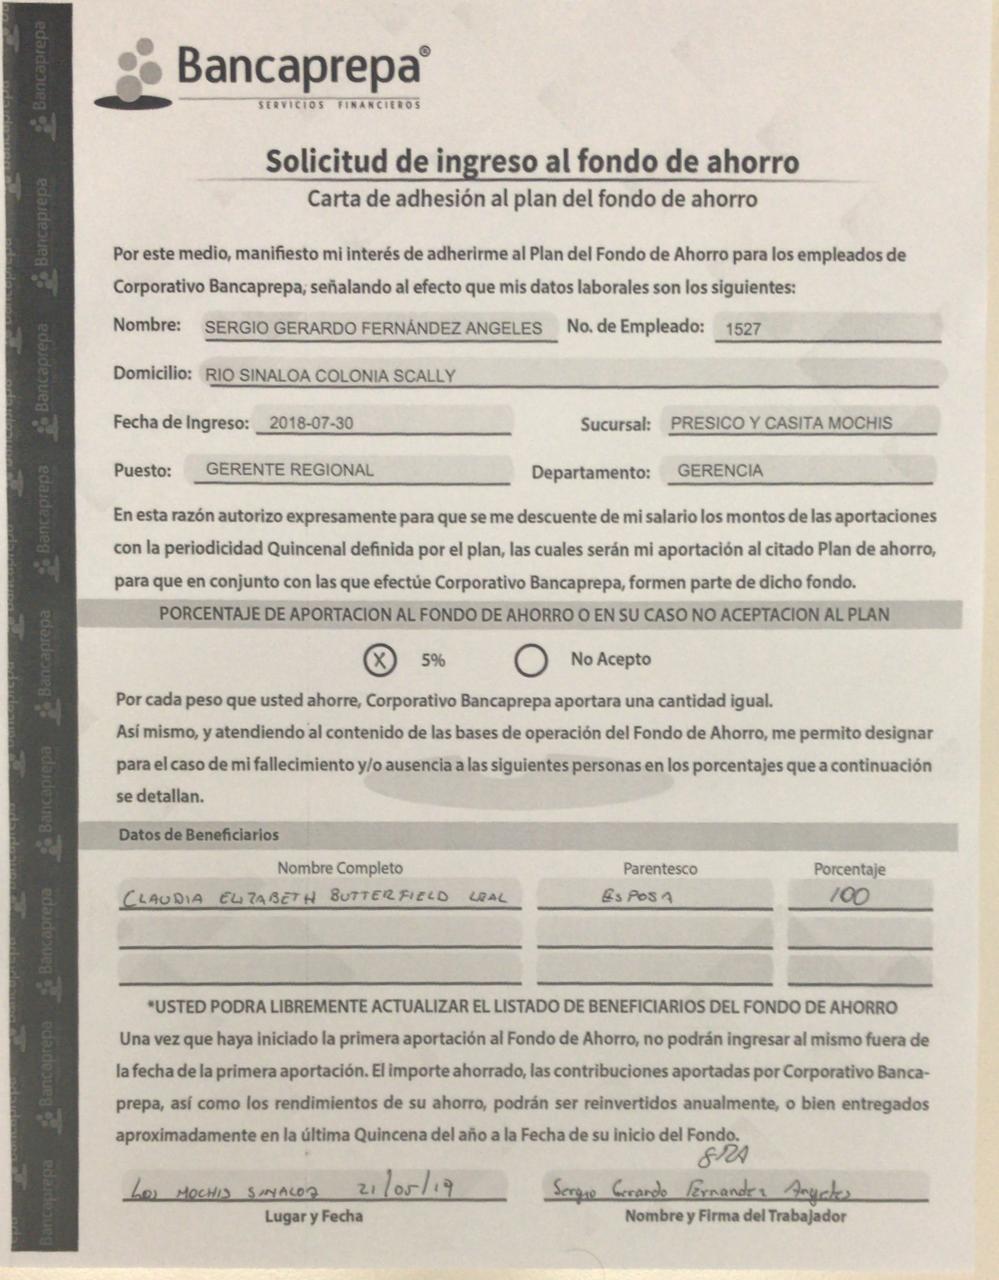 Bancaprepa®
SERVICIOS FINANCIEROS
Solicitud de ingreso al fondo de ahorro
Carta de adhesión al plan del fondo de ahorro
Por este medio, manifiesto mi interés de adherirme al Plan del Fondo de Ahorro para los empleados de
Corporativo Bancaprepa, señalando al efecto que mis datos laborales son los siguientes:
Nombre: SERGIO GERARDO FERNÁNDEZ ANGELES No. de Empleado: 1527
Domicilio: RIO SINALOA COLONIA SCALLY
Fecha de Ingreso: 2018-07-30 Sucursal: PRESICO Y CASITA MOCHIS
Puesto: GERENTE REGIONAL Departamento: GERENCIA
En esta razón autorizo expresamente para que se me descuente de mi salario los montos de las aportaciones
con la periodicidad Quincenal definida por el plan, las cuales serán mi aportación al citado Plan de ahorro,
para que en conjunto con las que efectúe Corporativo Bancaprepa, formen parte de dicho fondo.
PORCENTAJE DE APORTACION AL FONDO DE AHORRO O EN SU CASO NO ACEPTACION AL PLAN
X 5% No Acepto
Por cada peso que usted ahorre, Corporativo Bancaprepa aportara una cantidad igual.
Así mismo, y atendiendo al contenido de las bases de operación del Fondo de Ahorro, me permito designar
para el caso de mi fallecimiento y/o ausencia a las siguientes personas en los porcentajes que a continuación
se detallan.
Datos de Beneficiarios
Nombre Completo Parentesco Porcentaje
CLAUDIA ELIZABETH BUTTERFIELD LEAL ESPOSA 100
*USTED PODRA LIBREMENTE ACTUALIZAR EL LISTADO DE BENEFICIARIOS DEL FONDO DE AHORRO
Una vez que haya iniciado la primera aportación al Fondo de Ahorro, no podrán ingresar al mismo fuera de
la fecha de la primera aportación. El importe ahorrado, las contribuciones aportadas por Corporativo Banca-
prepa, así como los rendimientos de su ahorro, podrán ser reinvertidos anualmente, o bien entregados
aproximadamente en la última Quincena del año a la Fecha de su inicio del Fondo.
Los MOCHIS SINALOA 21/05/19 Sergio Gerardo Fernandez Angeles
Lugar y Fecha Nombre y Firma del Trabajador